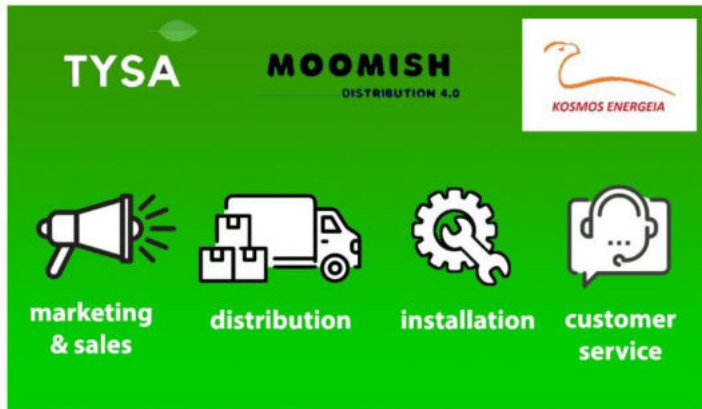 TYSA
MOOMISH
DISTRIBUTION 4.0
KOSMOS ENERGEIA
marketing
& sales
distribution
installation
customer
service